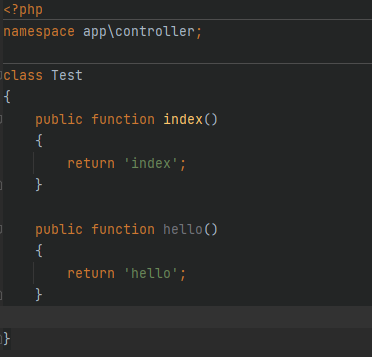 <?php
namespace app\controller;
class Test
{
    public function index()
    {
        return 'index';
    }
    public function hello()
    {
        return 'hello';
    }
}